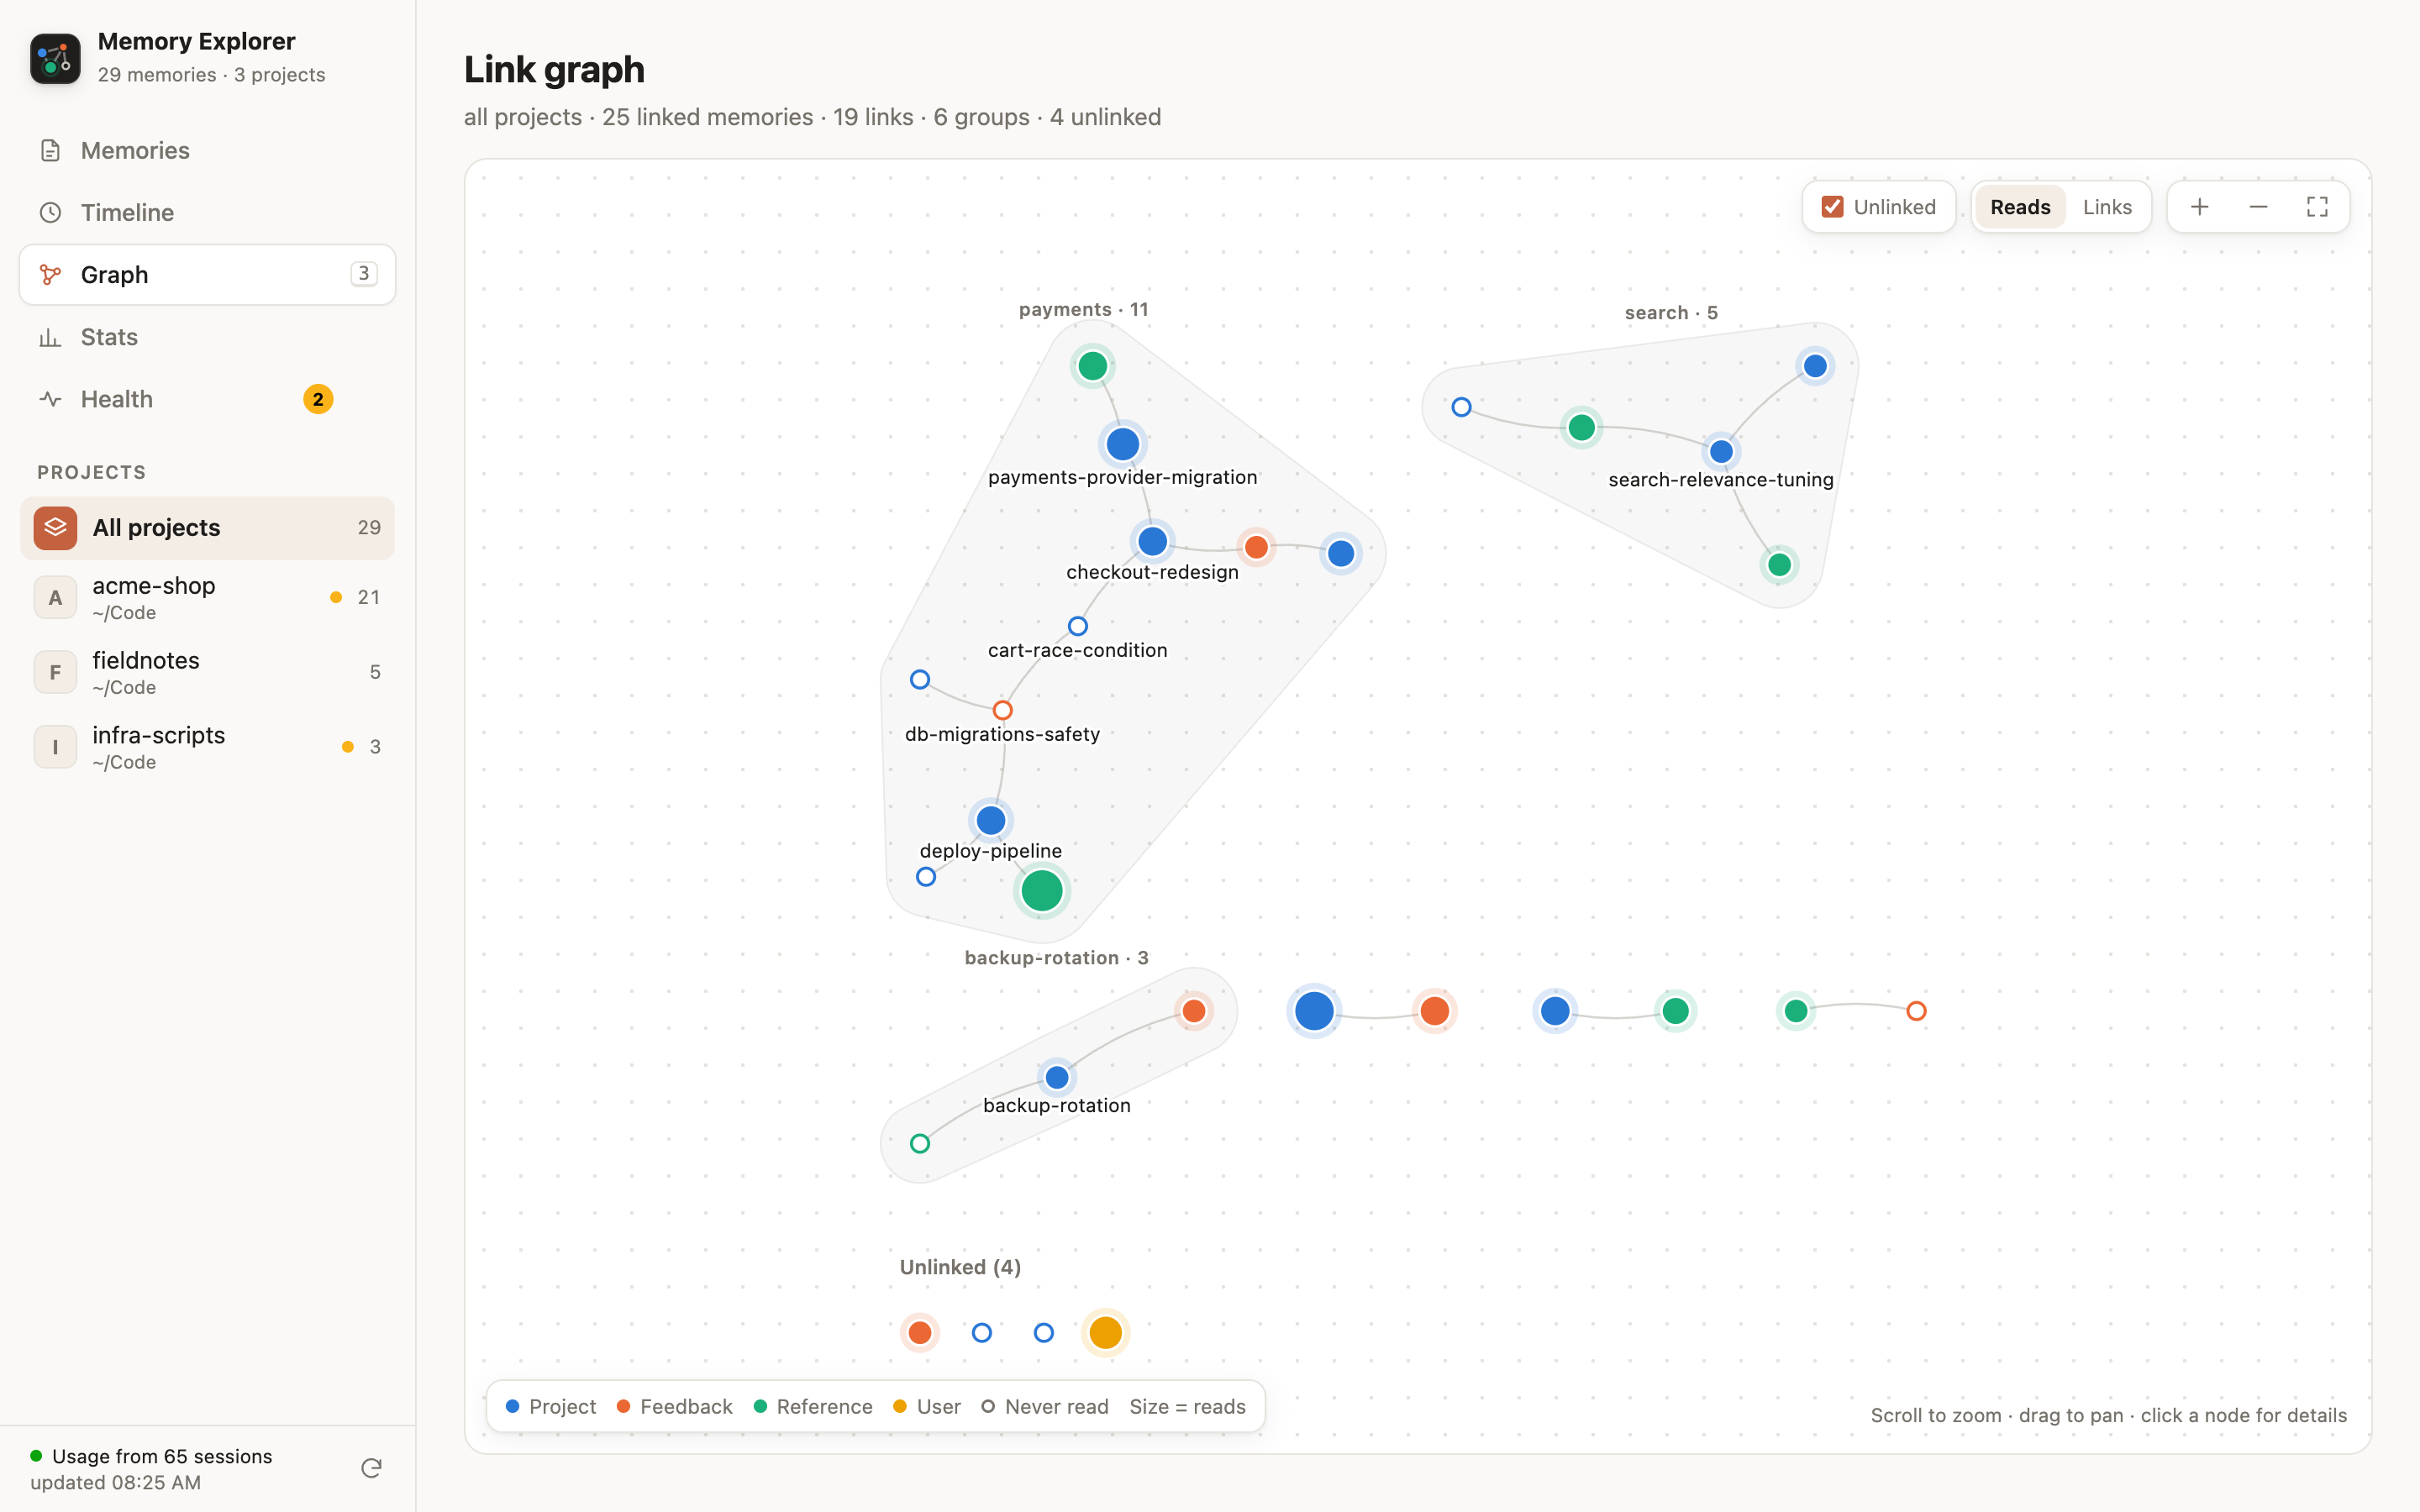 Memory Explorer
29 memories · 3 projects
Memories
Timeline
Graph 3
Stats
Health 2
PROJECTS
All projects 29
A acme-shop 21
~/Code
F fieldnotes 5
~/Code
I infra-scripts 3
~/Code
Usage from 65 sessions
updated 08:25 AM
Link graph
all projects · 25 linked memories · 19 links · 6 groups · 4 unlinked
Unlinked Reads Links
payments · 11
search · 5
payments-provider-migration
search-relevance-tuning
checkout-redesign
cart-race-condition
db-migrations-safety
deploy-pipeline
backup-rotation · 3
backup-rotation
Unlinked (4)
Project Feedback Reference User Never read Size = reads
Scroll to zoom · drag to pan · click a node for details